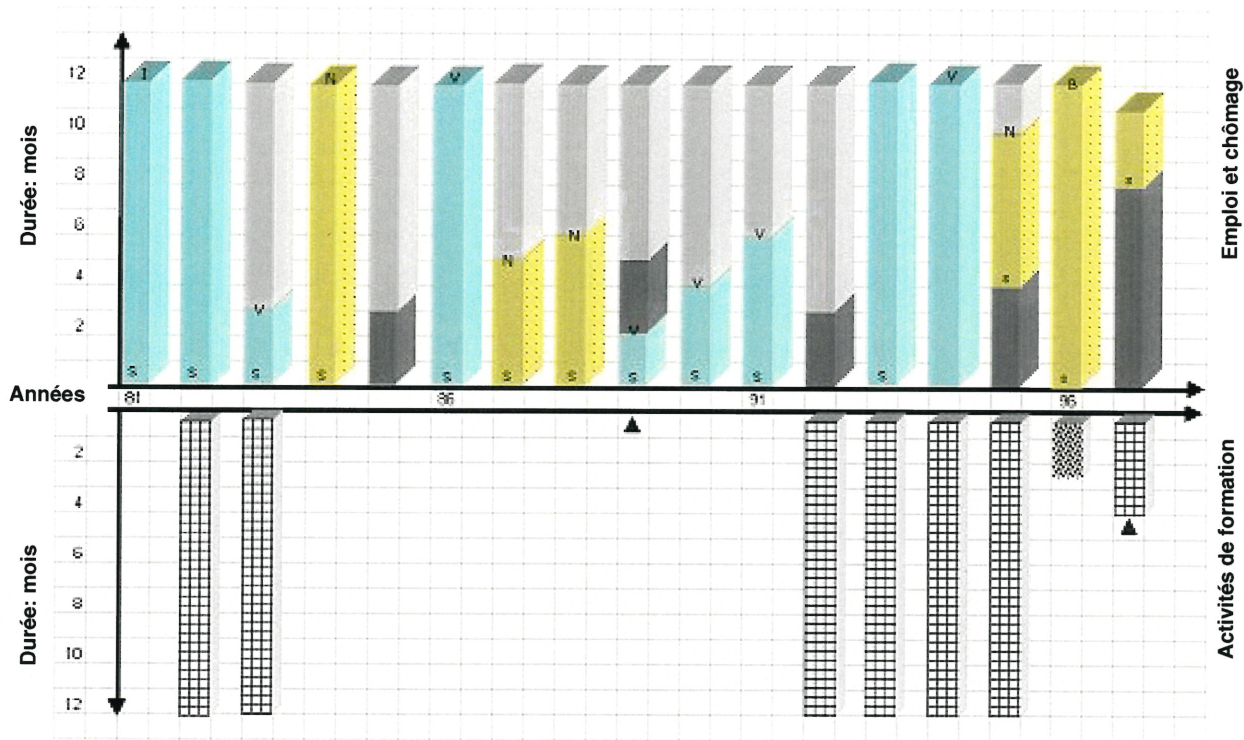 Durée: mois
Emploi et chômage
12
10
8
6
4
2
I
N
V
V
N
N
V
V
V
V
N
B
s
s
s
s
s
s
s
s
s
s
s
s
s
s
Années
81
86
91
96
Durée: mois
Activités de formation
2
4
6
8
10
12